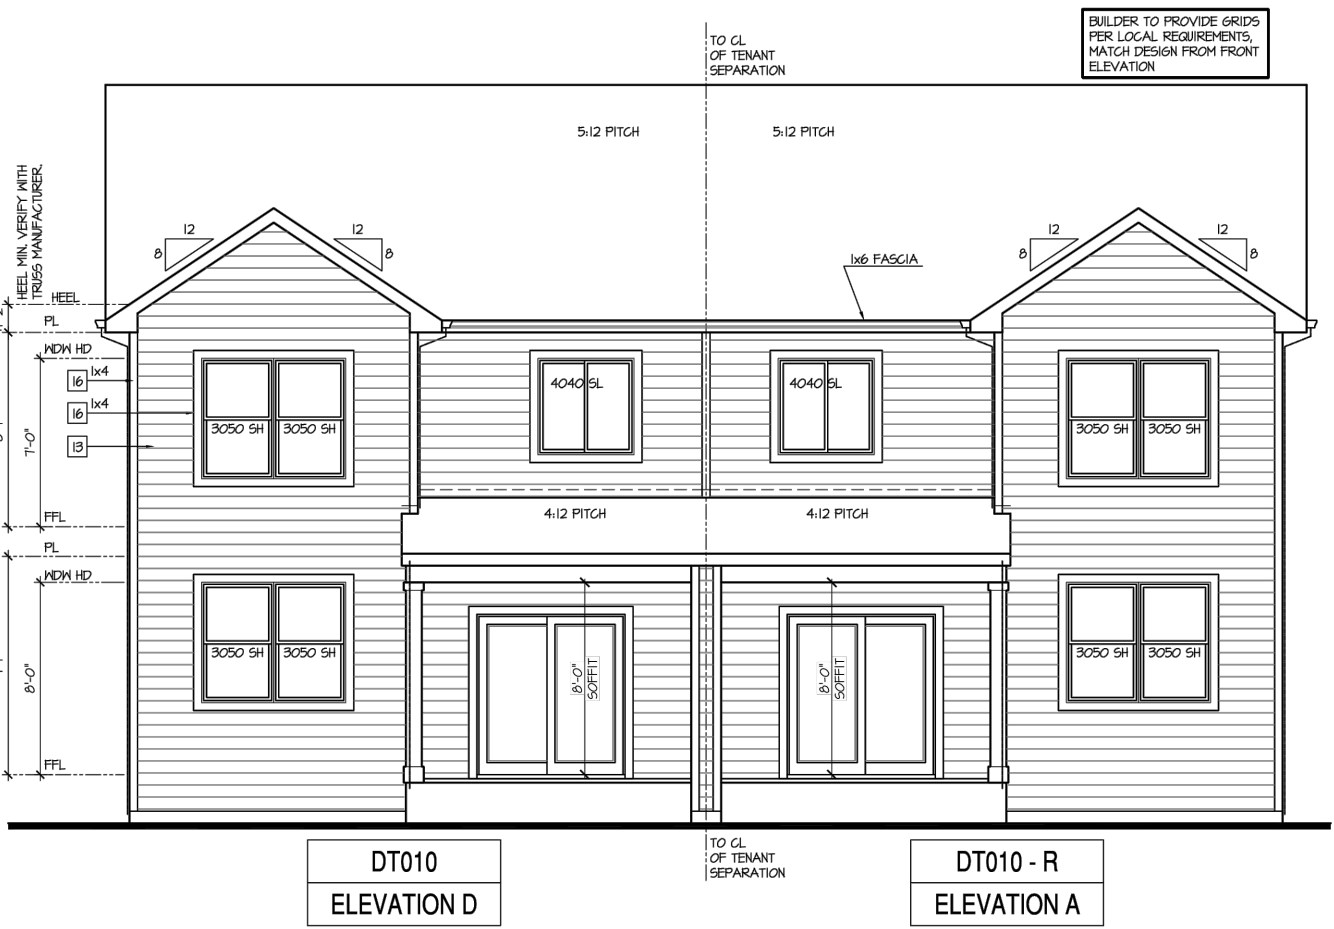 BUILDER TO PROVIDE GRIDS
PER LOCAL REQUIREMENTS,
MATCH DESIGN FROM FRONT
ELEVATION
TO CL
OF TENANT
SEPARATION
5:12 PITCH
5:12 PITCH
HEEL MIN. VERIFY WITH
TRUSS MANUFACTURER.
12
8
12
8
12
8
12
8
1x6 FASCIA
HEEL
PL
WDW HD
16
1x4
16
1x4
13
7'-0"
FFL
3050 SH
3050 SH
4040 SL
4040 SL
3050 SH
3050 SH
4:12 PITCH
4:12 PITCH
PL
WDW HD
8'-0"
FFL
3050 SH
3050 SH
8'-0"
SOFFIT
8'-0"
SOFFIT
3050 SH
3050 SH
TO CL
OF TENANT
SEPARATION
DT010
ELEVATION D
DT010 - R
ELEVATION A